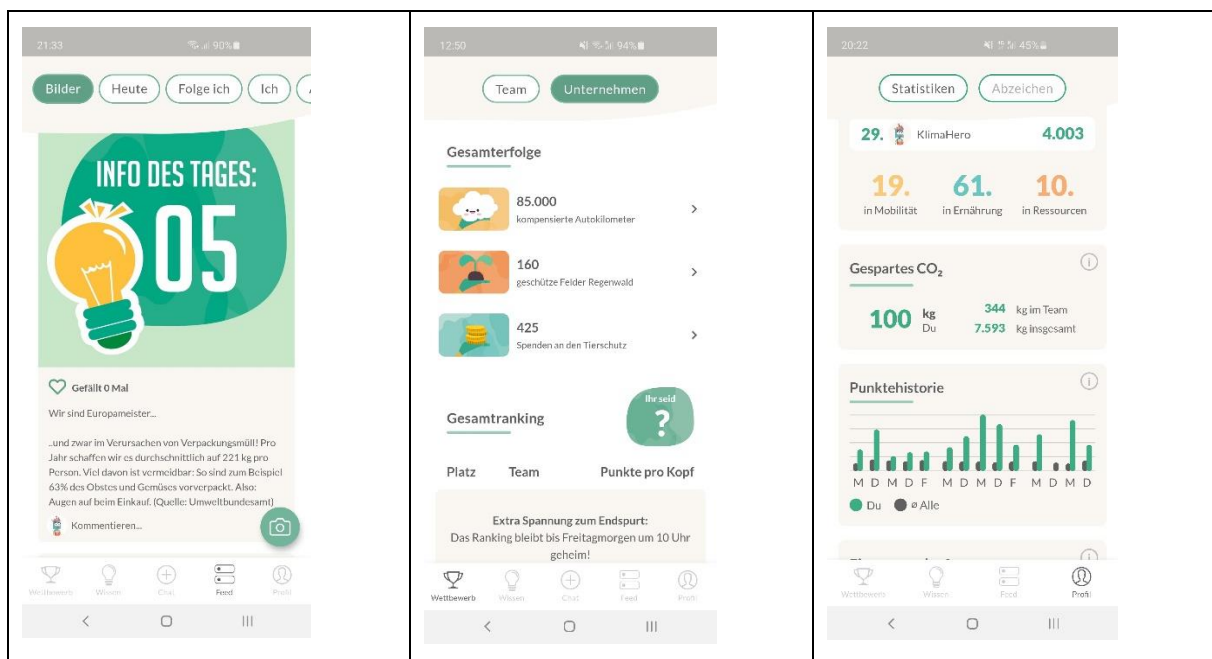 21:33
90%
Bilder
Heute
Folge ich
Ich
INFO DES TAGES:
05
Gefällt 0 Mal
Wir sind Europameister...
..und zwar im Verursachen von Verpackungsmüll! Pro
Jahr schaffen wir es durchschnittlich auf 221 kg pro
Person. Viel davon ist vermeidbar: So sind zum Beispiel
63% des Obstes und Gemüses vorverpackt. Also:
Augen auf beim Einkauf. (Quelle: Umweltbundesamt)
Kommentieren...
Wettbewerb
Wissen
Chat
Feed
Profil
12:50
94%
Team
Unternehmen
Gesamterfolge
85.000
kompensierte Autokilometer
160
geschütze Felder Regenwald
425
Spenden an den Tierschutz
Gesamtranking
Ihr seid
?
Platz
Team
Punkte pro Kopf
Extra Spannung zum Endspurt:
Das Ranking bleibt bis Freitagmorgen um 10 Uhr
geheim!
Wettbewerb
Wissen
Chat
Feed
Profil
20:22
45%
Statistiken
Abzeichen
29.
KlimaHero
4.003
19.
61.
10.
in Mobilität
in Ernährung
in Ressourcen
Gespartes CO₂
100 kg
Du
344 kg im Team
7.593 kg insgesamt
Punktehistorie
M D M D F M D M D F M D M D
Du
ø Alle
Wettbewerb
Wissen
Feed
Profil